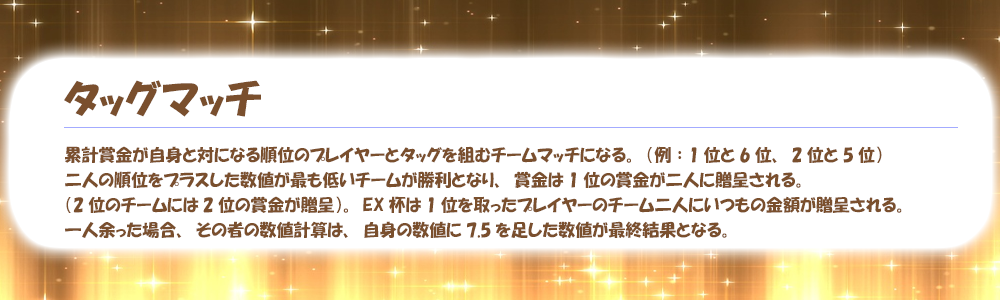 タッグマッチ
累計賞金が自身と対になる順位のプレイヤーとタッグを組むチームマッチになる。（例：1位と6位、2位と5位）
二人の順位をプラスした数値が最も低いチームが勝利となり、賞金は1位の賞金が二人に贈呈される。
（2位のチームには2位の賞金が贈呈）。EX杯は1位を取ったプレイヤーのチーム二人にいつもの金額が贈呈される。
一人余った場合、その者の数値計算は、自身の数値に7.5を足した数値が最終結果となる。